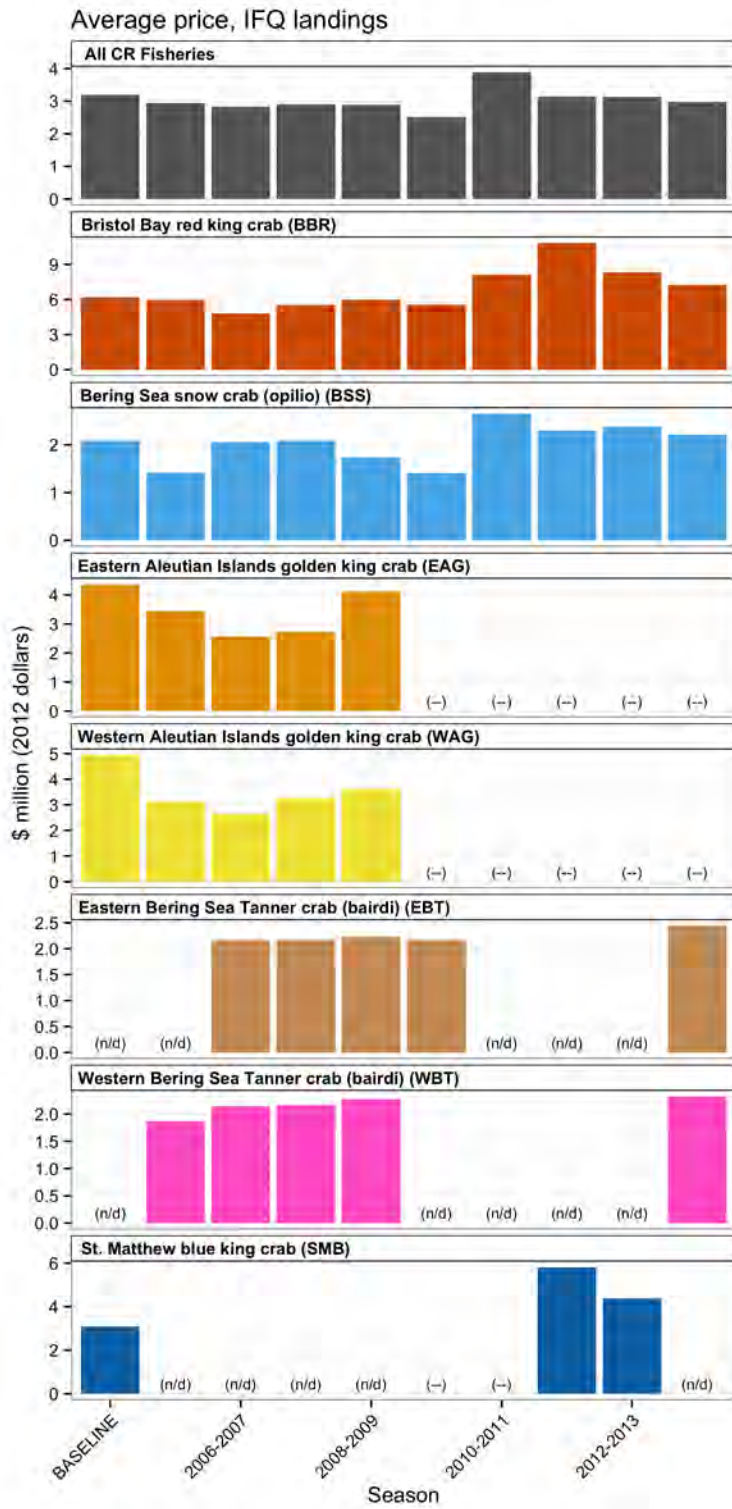 Average price, IFQ landings
All CR Fisheries
4
3
2
1
0
Bristol Bay red king crab (BBR)
9
6
3
0
Bering Sea snow crab (opilio) (BSS)
2
1
0
Eastern Aleutian Islands golden king crab (EAG)
4
3
2
1
0
(--) (--) (--) (--) (--)
Western Aleutian Islands golden king crab (WAG)
5
4
3
2
1
0
(--) (--) (--) (--) (--)
Eastern Bering Sea Tanner crab (bairdi) (EBT)
2.5
2.0
1.5
1.0
0.5
0.0
(n/d) (n/d) (n/d) (n/d) (n/d)
Western Bering Sea Tanner crab (bairdi) (WBT)
2.0
1.5
1.0
0.5
0.0
(n/d) (n/d) (n/d) (n/d) (n/d)
St. Matthew blue king crab (SMB)
6
4
2
0
(n/d) (n/d) (n/d) (n/d) (--) (--) (n/d)
$ million (2012 dollars)
BASELINE
2006-2007
2008-2009
2010-2011
2012-2013
Season